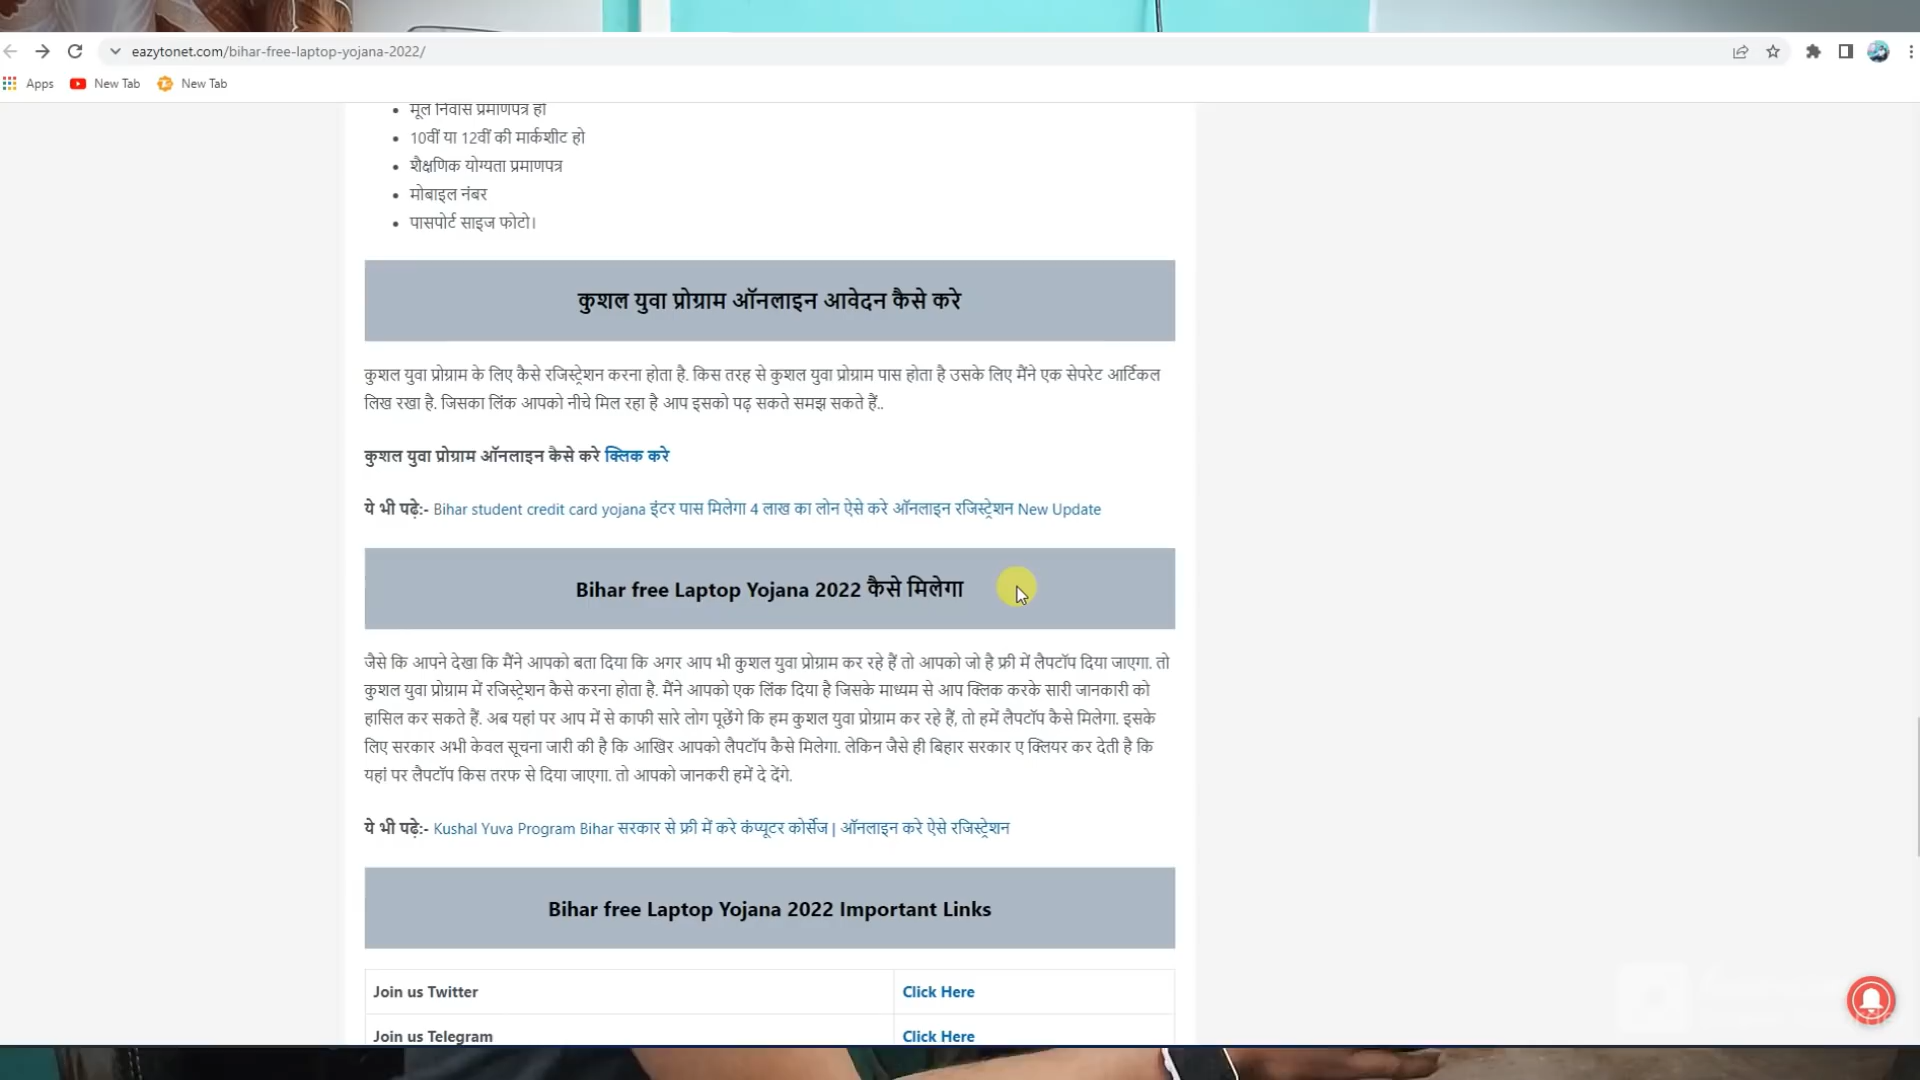 eazytonet.com/bihar-free-laptop-yojana-2022/
Apps New Tab New Tab
मूल निवास प्रमाणपत्र हो
10वीं या 12वीं की मार्कशीट हो
शैक्षणिक योग्यता प्रमाणपत्र
मोबाइल नंबर
पासपोर्ट साइज फोटो।
कुशल युवा प्रोग्राम ऑनलाइन आवेदन कैसे करे
कुशल युवा प्रोग्राम के लिए कैसे रजिस्ट्रेशन करना होता है. किस तरह से कुशल युवा प्रोग्राम पास होता है उसके लिए मैंने एक सेपरेट आर्टिकल
लिख रखा है. जिसका लिंक आपको नीचे मिल रहा है आप इसको पढ़ सकते समझ सकते हैं..
कुशल युवा प्रोग्राम ऑनलाइन कैसे करे क्लिक करे
ये भी पढ़े:- Bihar student credit card yojana इंटर पास मिलेगा 4 लाख का लोन ऐसे करे ऑनलाइन रजिस्ट्रेशन New Update
Bihar free Laptop Yojana 2022 कैसे मिलेगा
जैसे कि आपने देखा कि मैंने आपको बता दिया कि अगर आप भी कुशल युवा प्रोग्राम कर रहे हैं तो आपको जो है फ्री में लैपटॉप दिया जाएगा. तो
कुशल युवा प्रोग्राम में रजिस्ट्रेशन कैसे करना होता है. मैंने आपको एक लिंक दिया है जिसके माध्यम से आप क्लिक करके सारी जानकारी को
हासिल कर सकते हैं. अब यहां पर आप में से काफी सारे लोग पूछेंगे कि हम कुशल युवा प्रोग्राम कर रहे हैं, तो हमें लैपटॉप कैसे मिलेगा. इसके
लिए सरकार अभी केवल सूचना जारी की है कि आखिर आपको लैपटॉप कैसे मिलेगा. लेकिन जैसे ही बिहार सरकार ए क्लियर कर देती है कि
यहां पर लैपटॉप किस तरफ से दिया जाएगा. तो आपको जानकरी हमें दे देंगे.
ये भी पढ़े:- Kushal Yuva Program Bihar सरकार से फ्री में करे कंप्यूटर कोर्सेज | ऑनलाइन करे ऐसे रजिस्ट्रेशन
Bihar free Laptop Yojana 2022 Important Links
Join us Twitter Click Here
Join us Telegram Click Here